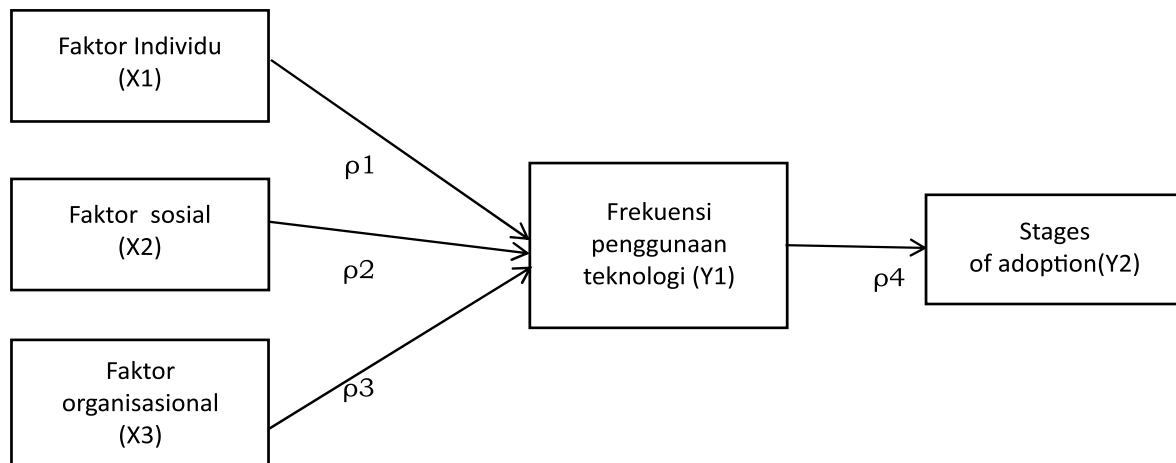 Faktor Individu
(X1)
ρ1
Faktor sosial
(X2)
ρ2
Faktor
organisasional
(X3)
ρ3
Frekuensi
penggunaan
teknologi (Y1)
ρ4
Stages
of adoption(Y2)